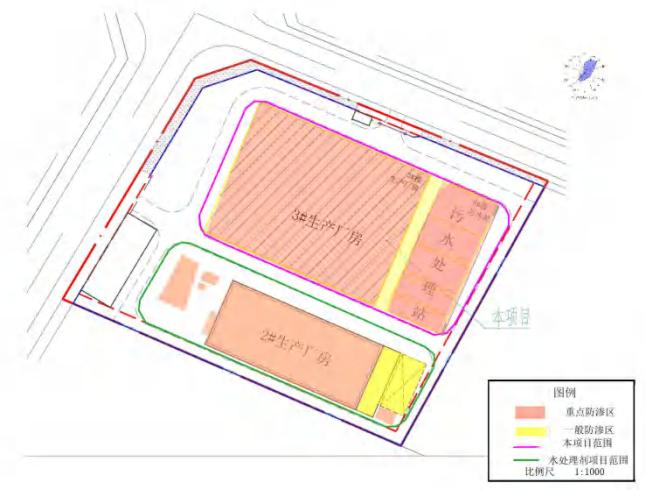 3#生产厂房
污水处理站
本项目
2#生产厂房
图例
重点防渗区
一般防渗区
本项目范围
水处理剂项目范围
比例尺 1:1000